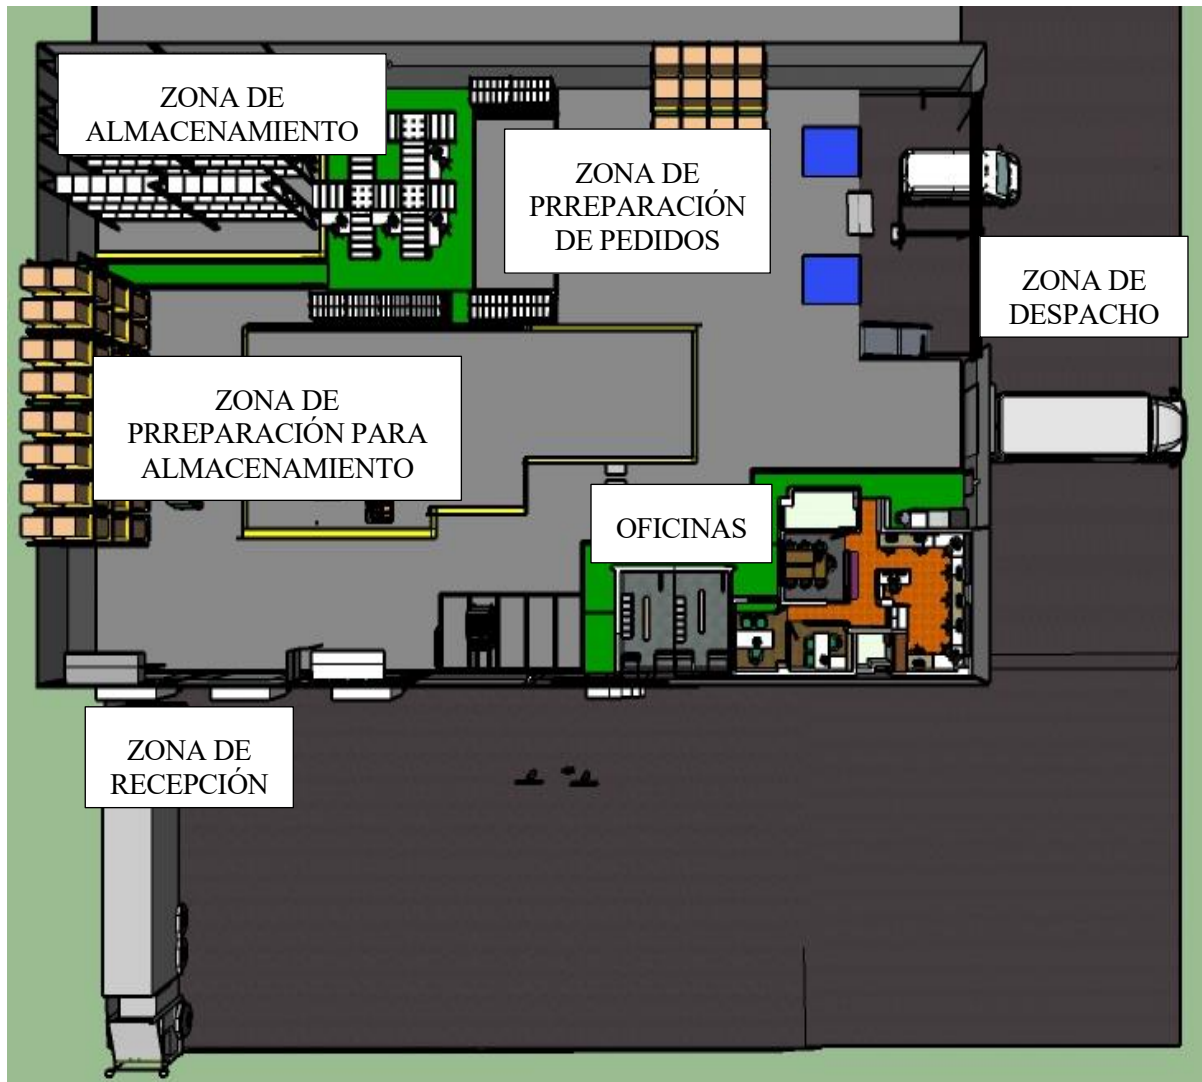 ZONA DE
ALMACENAMIENTO
ZONA DE
PRREPARACIÓN
DE PEDIDOS
ZONA DE
DESPACHO
ZONA DE
PRREPARACIÓN PARA
ALMACENAMIENTO
OFICINAS
ZONA DE
RECEPCIÓN